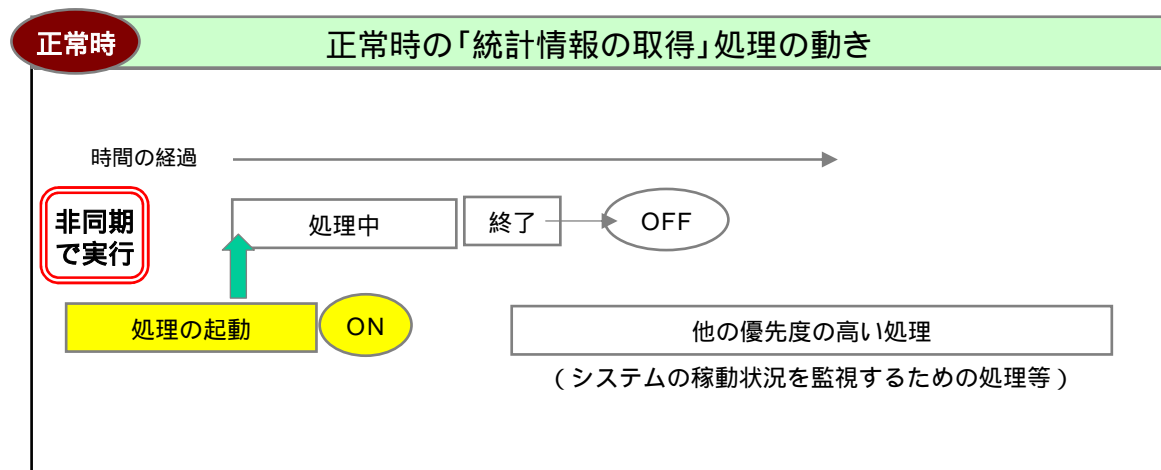 正常時
正常時の「統計情報の取得」処理の動き
時間の経過
非同期
で実行
処理中
終了
OFF
処理の起動
ON
他の優先度の高い処理
(システムの稼動状況を監視するための処理等)